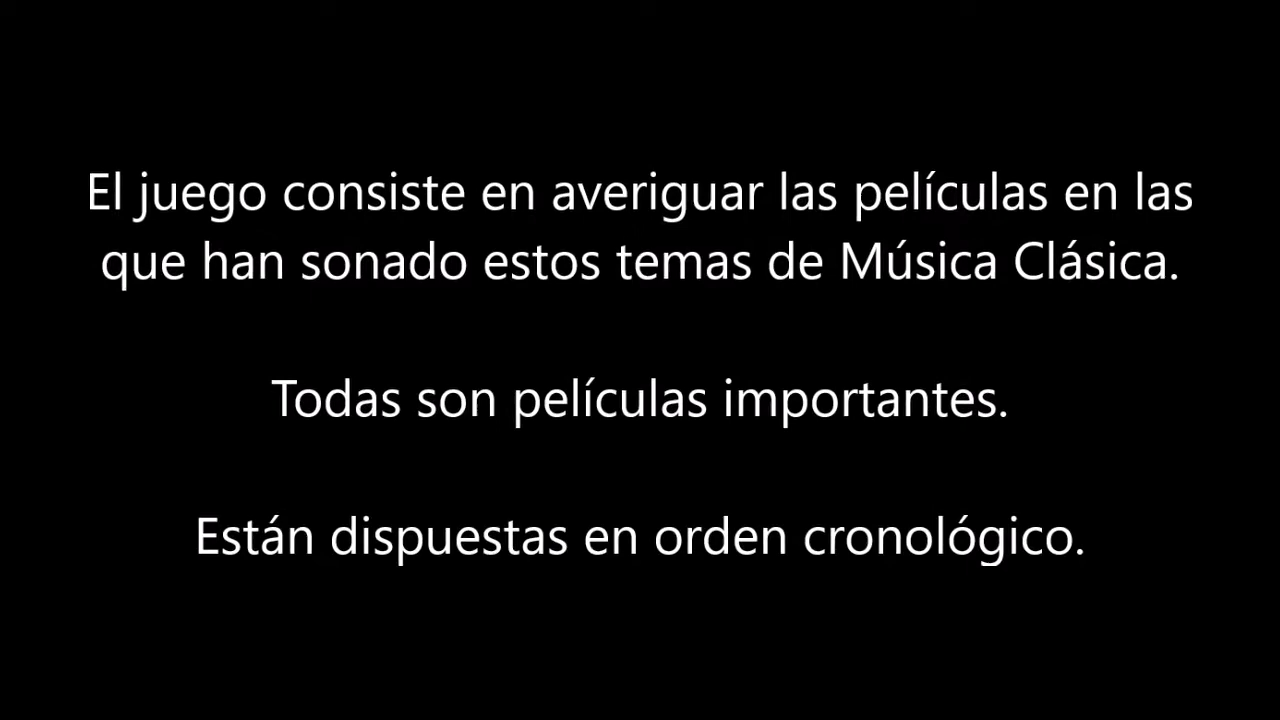 El juego consiste en averiguar las películas en las
que han sonado estos temas de Música Clásica.
Todas son películas importantes.
Están dispuestas en orden cronológico.